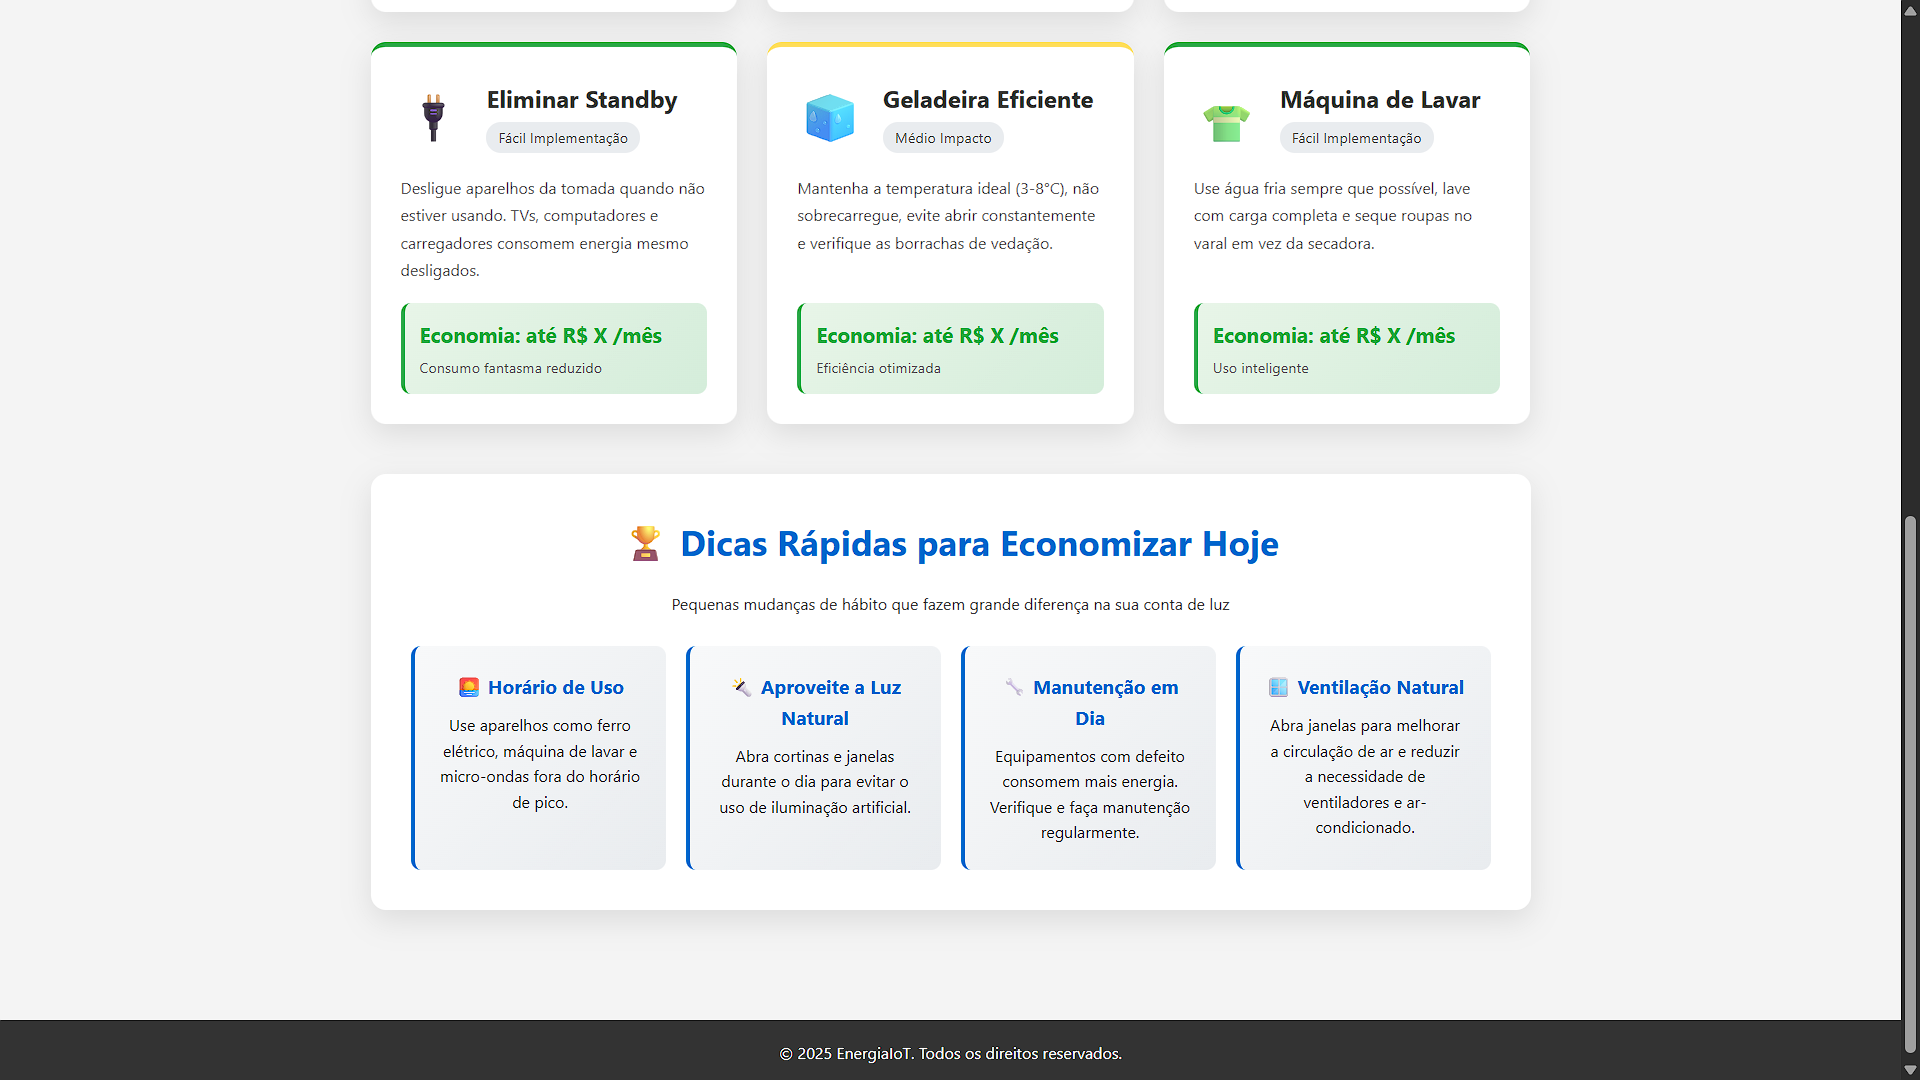 Eliminar Standby
Fácil Implementação
Desligue aparelhos da tomada quando não
estiver usando. TVs, computadores e
carregadores consomem energia mesmo
desligados.
Economia: até R$ X /mês
Consumo fantasma reduzido
Geladeira Eficiente
Médio Impacto
Mantenha a temperatura ideal (3-8°C), não
sobrecarregue, evite abrir constantemente
e verifique as borrachas de vedação.
Economia: até R$ X /mês
Eficiência otimizada
Máquina de Lavar
Fácil Implementação
Use água fria sempre que possível, lave
com carga completa e seque roupas no
varal em vez da secadora.
Economia: até R$ X /mês
Uso inteligente
Dicas Rápidas para Economizar Hoje
Pequenas mudanças de hábito que fazem grande diferença na sua conta de luz
Horário de Uso
Use aparelhos como ferro
elétrico, máquina de lavar e
micro-ondas fora do horário
de pico.
Aproveite a Luz
Natural
Abra cortinas e janelas
durante o dia para evitar o
uso de iluminação artificial.
Manutenção em
Dia
Equipamentos com defeito
consomem mais energia.
Verifique e faça manutenção
regularmente.
Ventilação Natural
Abra janelas para melhorar
a circulação de ar e reduzir
a necessidade de
ventiladores e ar-
condicionado.
© 2025 EnergiaIoT. Todos os direitos reservados.